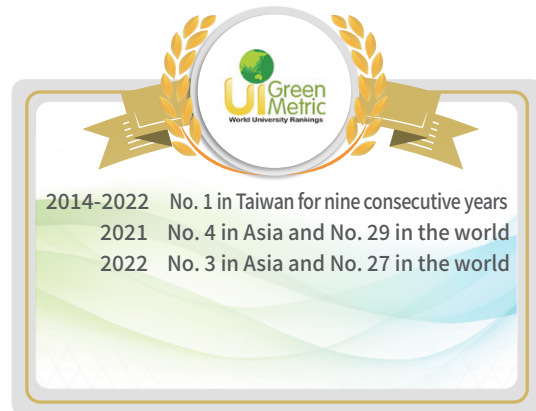 UI Green
Metric
World University Rankings
2014-2022 No. 1 in Taiwan for nine consecutive years
2021 No. 4 in Asia and No. 29 in the world
2022 No. 3 in Asia and No. 27 in the world